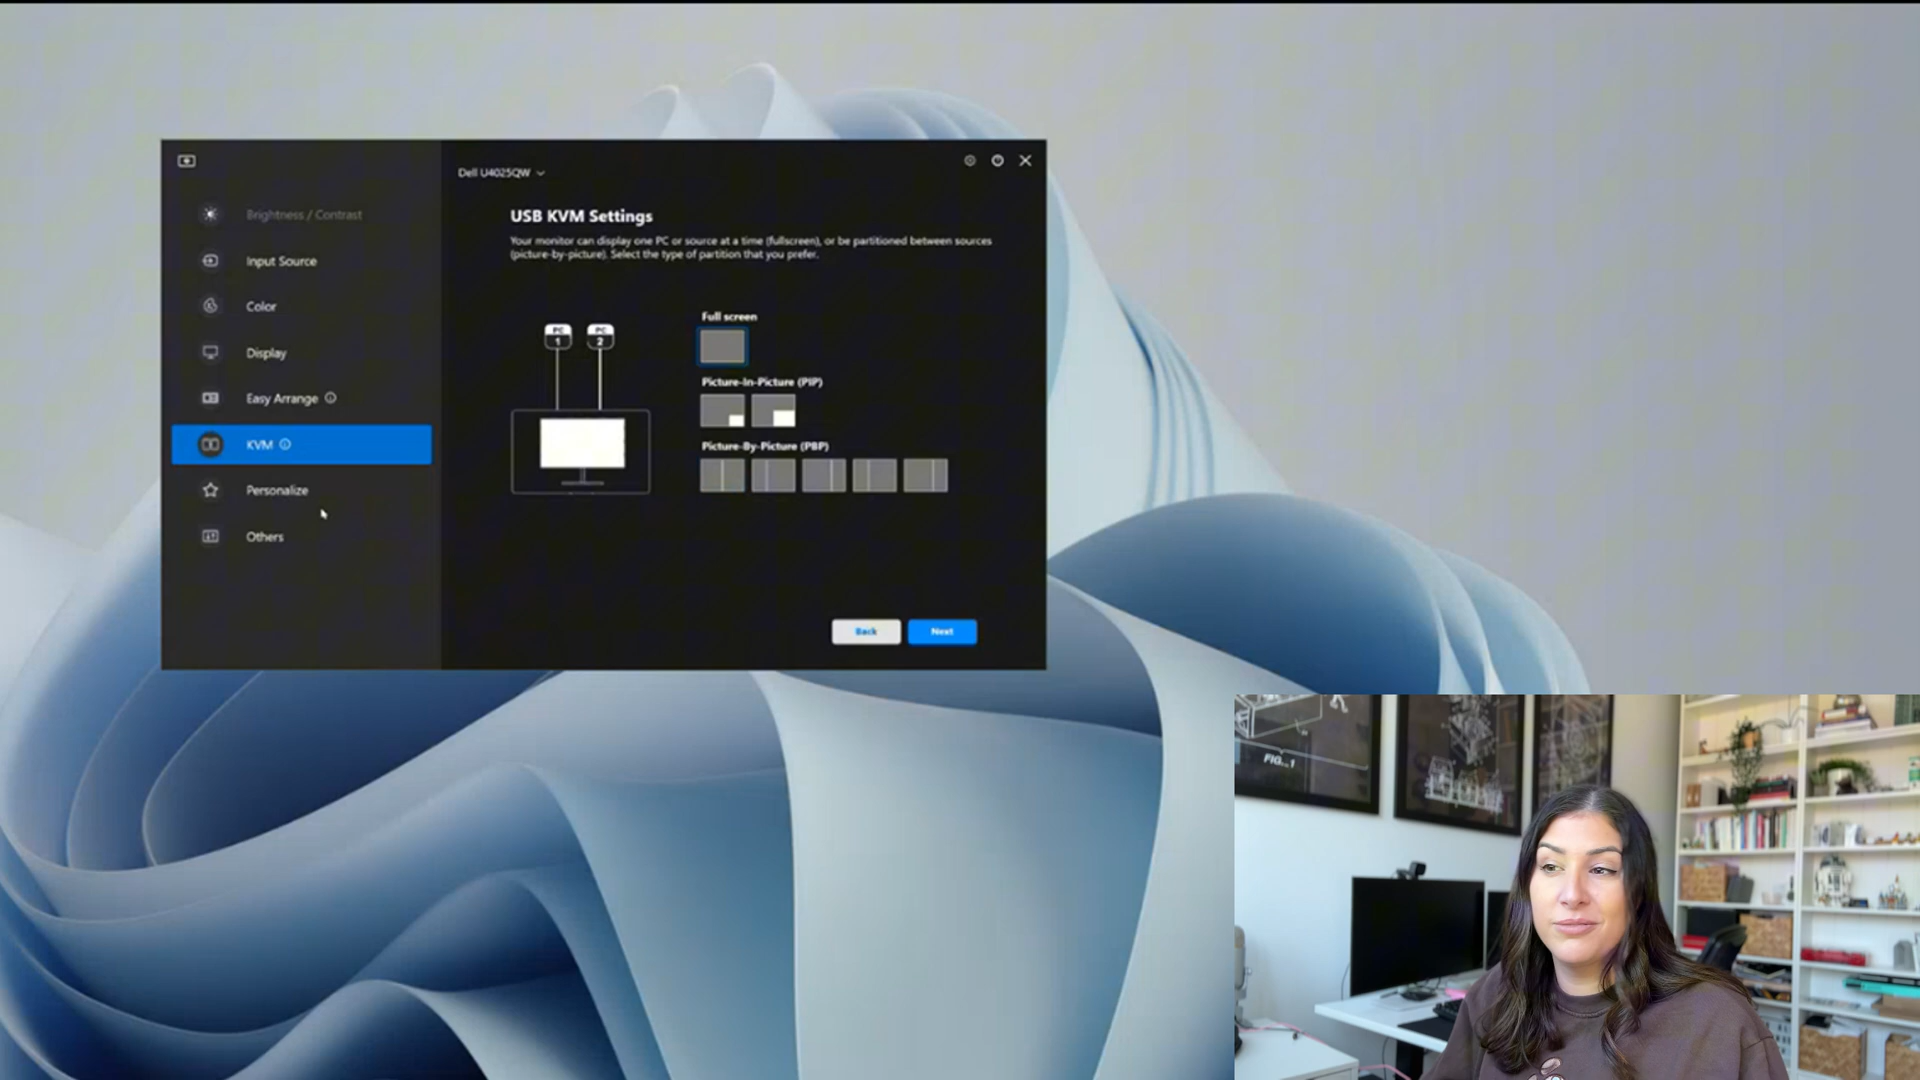 Dell U4025QW
Brightness / Contrast
Input Source
Color
Display
Easy Arrange
KVM
Personalize
Others
USB KVM Settings
Your monitor can display one PC or source at a time (fullscreen), or be partitioned between sources
(picture-by-picture). Select the type of partition that you prefer.
PC
1
PC
2
Full screen
Picture-In-Picture (PIP)
Picture-By-Picture (PBP)
Back
Next
FIG..1